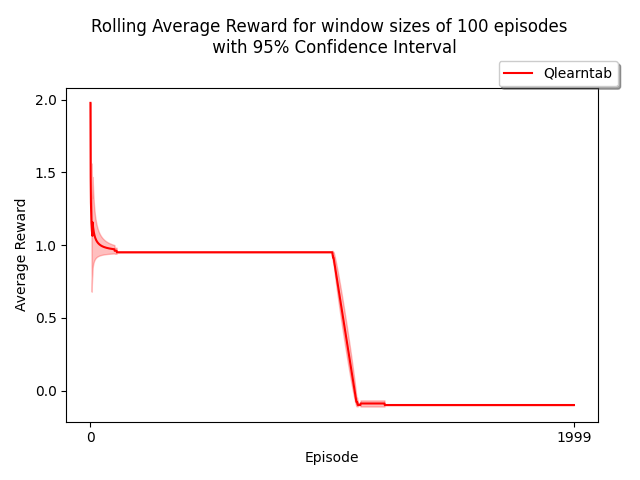 Rolling Average Reward for window sizes of 100 episodes
with 95% Confidence Interval
Qlearntab
2.0
1.5
1.0
0.5
0.0
Average Reward
0
1999
Episode